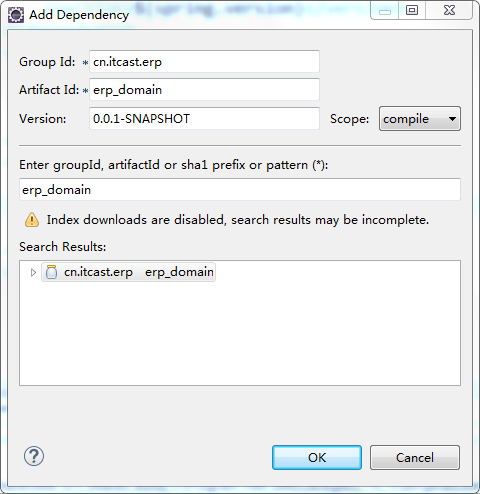 Add Dependency
Group Id: * cn.itcast.erp
Artifact Id: * erp_domain
Version: 0.0.1-SNAPSHOT Scope: compile
Enter groupId, artifactId or sha1 prefix or pattern (*):
erp_domain
Index downloads are disabled, search results may be incomplete.
Search Results:
cn.itcast.erp erp_domain
OK Cancel